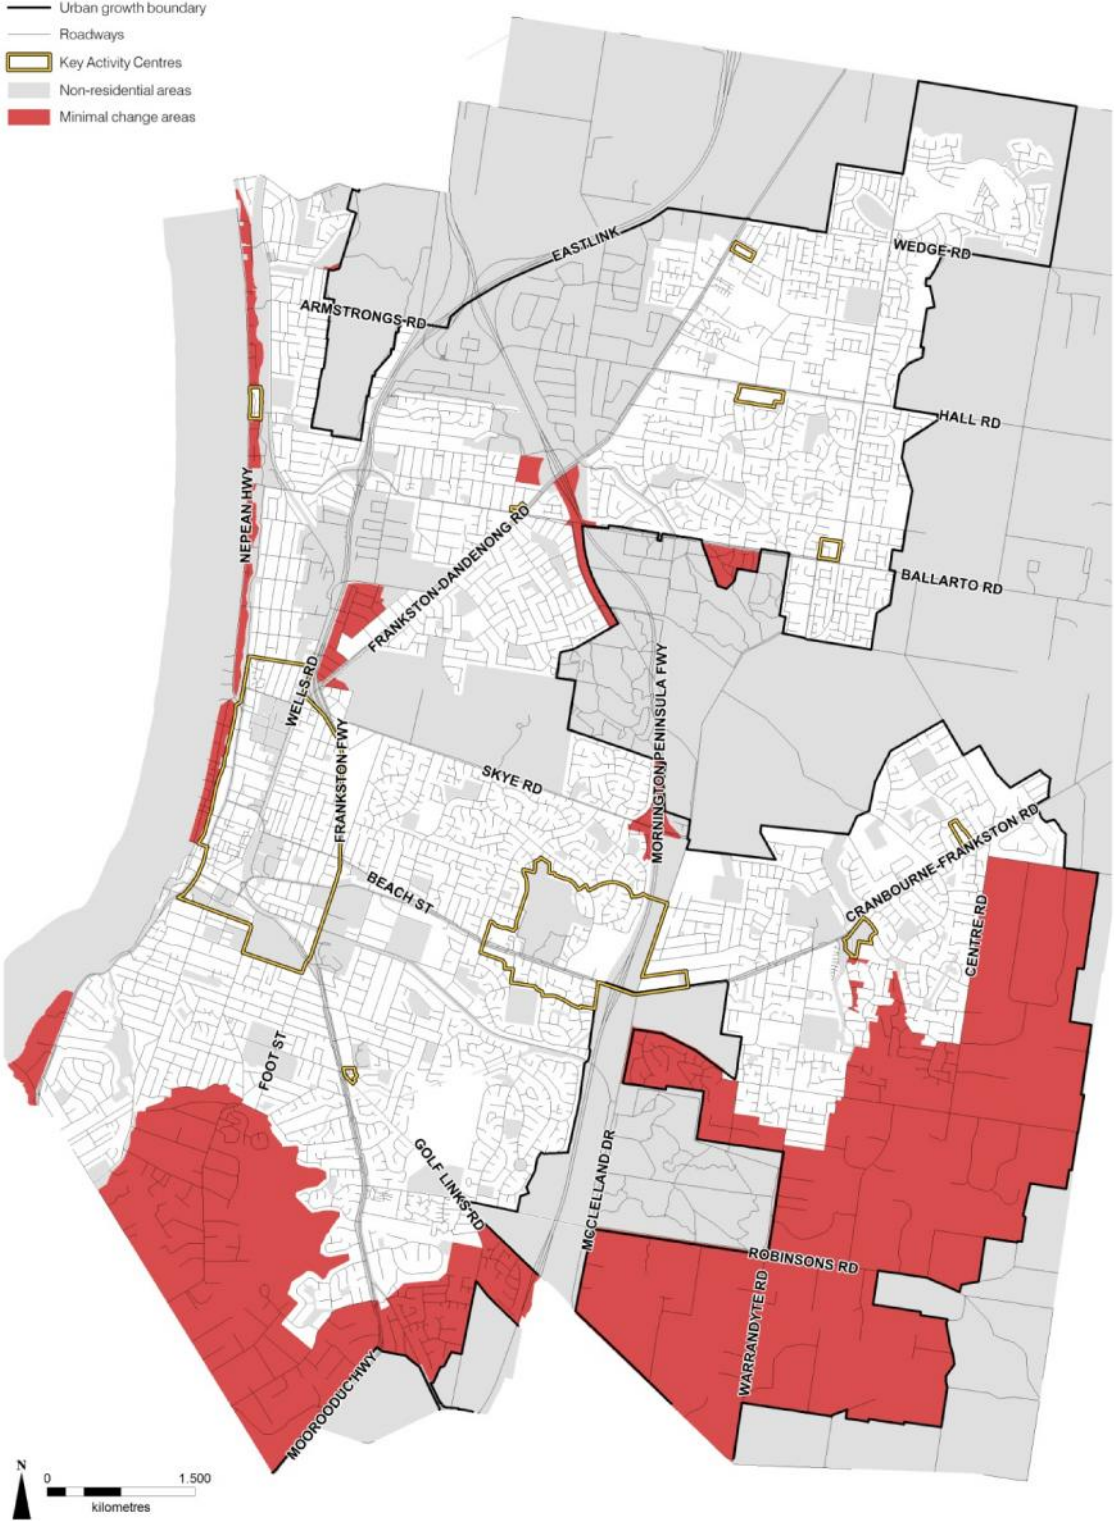 Urban growth boundary
Roadways
Key Activity Centres
Non-residential areas
Minimal change areas
EASTLINK
WEDGE RD
ARMSTRONGS RD
HALL RD
NEPEAN HWY
FRANKSTON-DANDENONG RD
BALLARTO RD
WELLS RD
MORNINGTON PENINSULA FWY
FRANKSTON FWY
SKYE RD
CRANBOURNE-FRANKSTON RD
BEACH ST
CENTRE RD
FOOT ST
GOLF LINKS RD
MCCLELLAND DR
ROBINSONS RD
WARRANDYTE RD
MOOROODUC HWY
N
0 1.500
kilometres